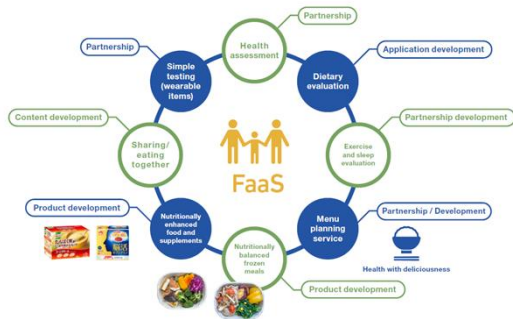 Partnership
Health
assessment
Partnership
Simple
testing
(wearable
items)
Application development
Dietary
evaluation
Content development
Sharing/
eating
together
Partnership development
Exercise
and sleep
evaluation
FaaS
Product development
Nutritionally
enhanced
food and
supplements
Menu
planning
service
Partnership / Development
Health with deliciousness
Nutritionally
balanced
frozen
meals
Product development